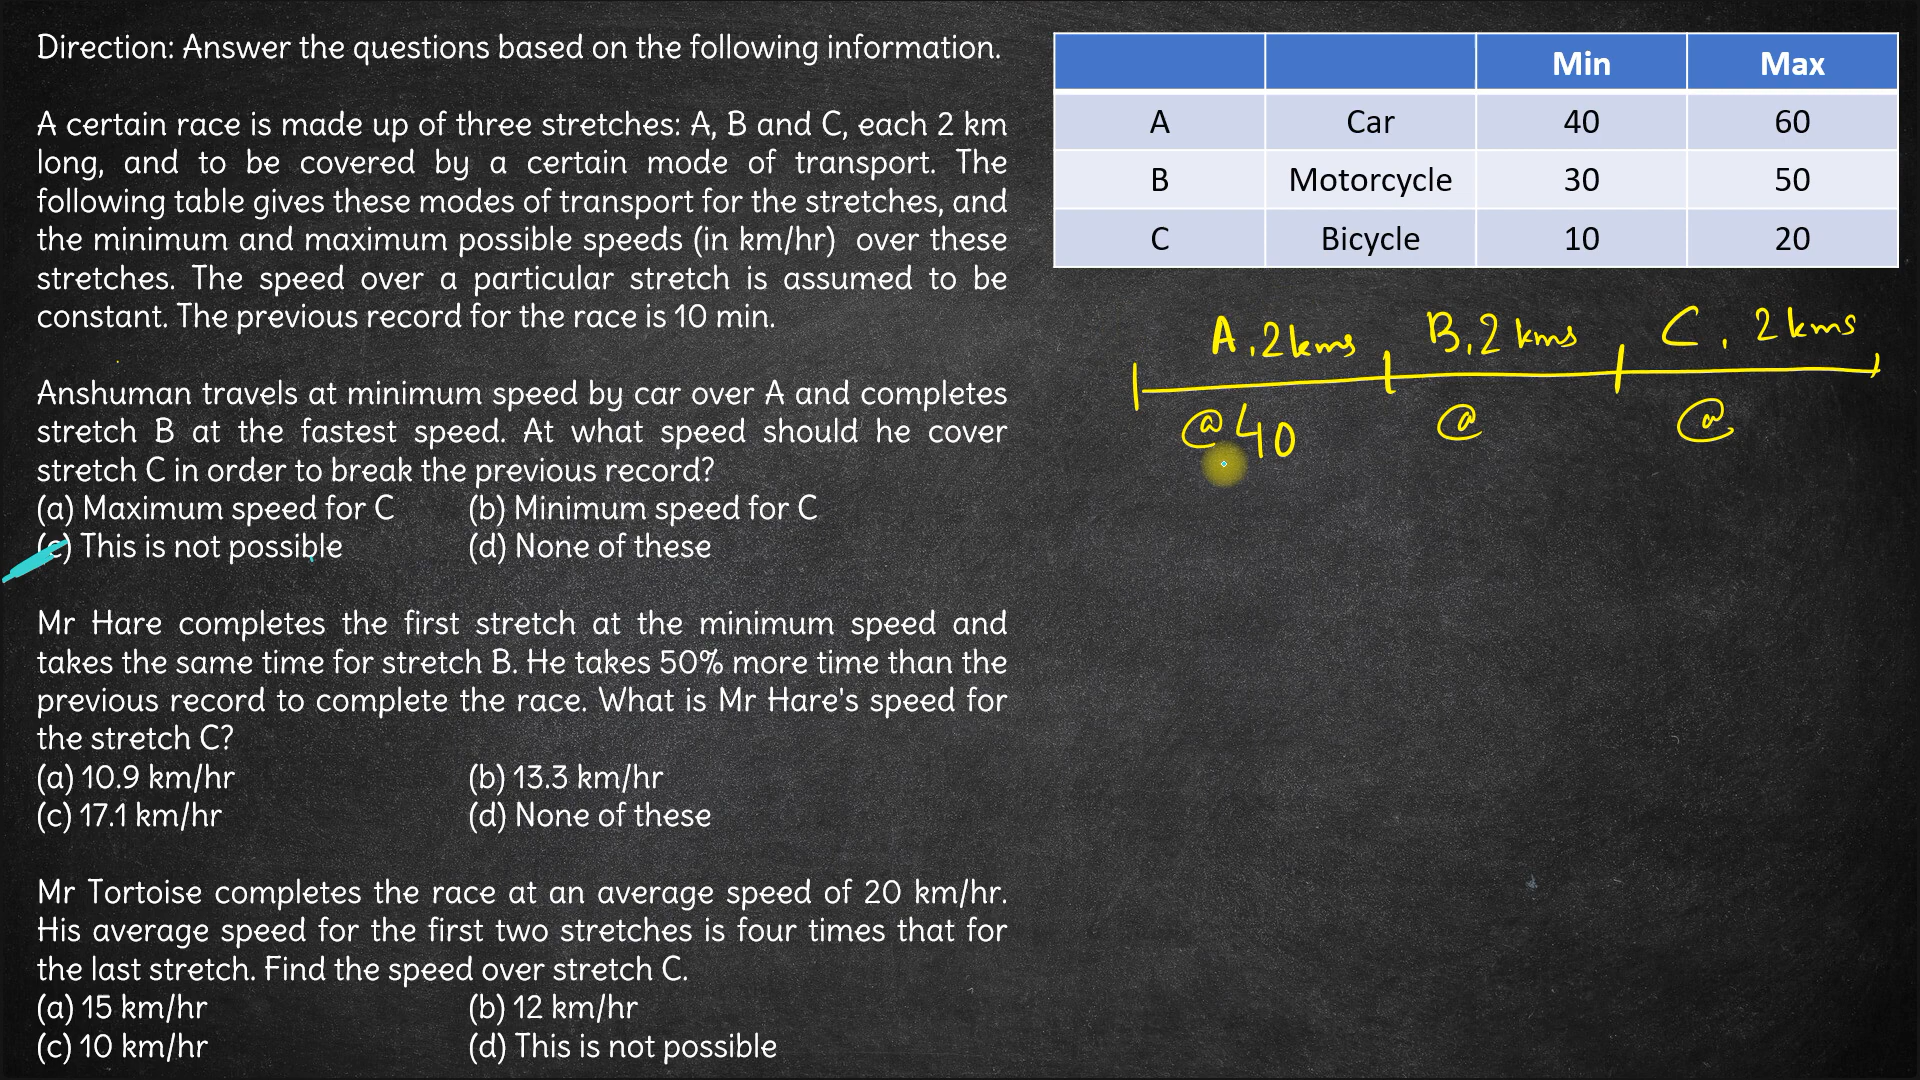 Direction: Answer the questions based on the following information.
A certain race is made up of three stretches: A, B and C, each 2 km
long, and to be covered by a certain mode of transport. The
following table gives these modes of transport for the stretches, and
the minimum and maximum possible speeds (in km/hr) over these
stretches. The speed over a particular stretch is assumed to be
constant. The previous record for the race is 10 min.
Anshuman travels at minimum speed by car over A and completes
stretch B at the fastest speed. At what speed should he cover
stretch C in order to break the previous record?
(a) Maximum speed for C (b) Minimum speed for C
(c) This is not possible (d) None of these
Mr Hare completes the first stretch at the minimum speed and
takes the same time for stretch B. He takes 50% more time than the
previous record to complete the race. What is Mr Hare's speed for
the stretch C?
(a) 10.9 km/hr (b) 13.3 km/hr
(c) 17.1 km/hr (d) None of these
Mr Tortoise completes the race at an average speed of 20 km/hr.
His average speed for the first two stretches is four times that for
the last stretch. Find the speed over stretch C.
(a) 15 km/hr (b) 12 km/hr
(c) 10 km/hr (d) This is not possible
Min Max
A Car 40 60
B Motorcycle 30 50
C Bicycle 10 20
A, 2 kms B, 2 kms C, 2 kms
@ 40 @ @